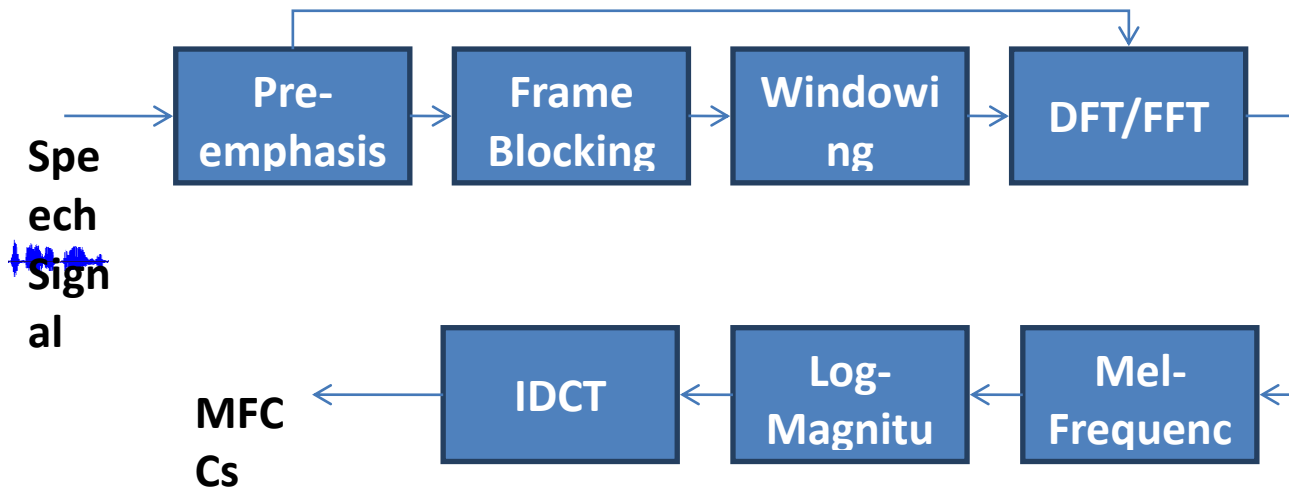 Pre-
emphasis
Frame
Blocking
Windowi
ng
DFT/FFT
Spe
ech
Sign
al
IDCT
Log-
Magnitu
Mel-
Frequenc
MFC
Cs